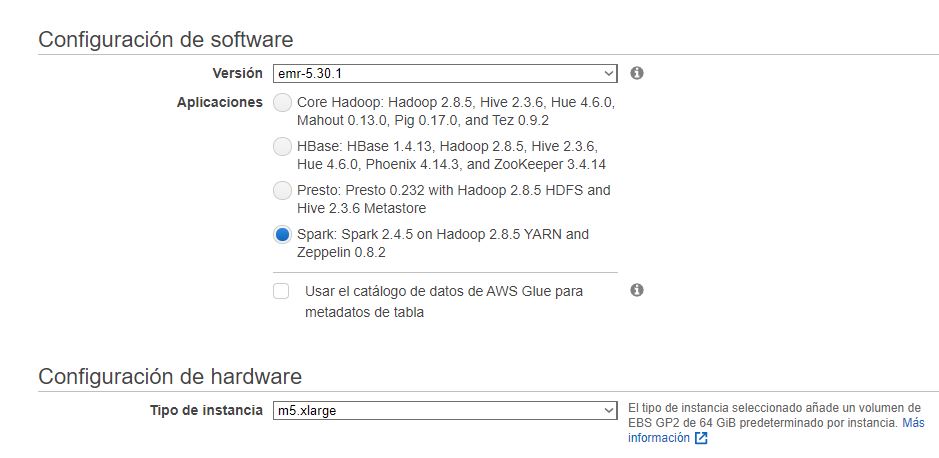 Configuración de software
Versión emr-5.30.1
Aplicaciones Core Hadoop: Hadoop 2.8.5, Hive 2.3.6, Hue 4.6.0,
Mahout 0.13.0, Pig 0.17.0, and Tez 0.9.2
HBase: HBase 1.4.13, Hadoop 2.8.5, Hive 2.3.6,
Hue 4.6.0, Phoenix 4.14.3, and ZooKeeper 3.4.14
Presto: Presto 0.232 with Hadoop 2.8.5 HDFS and
Hive 2.3.6 Metastore
Spark: Spark 2.4.5 on Hadoop 2.8.5 YARN and
Zeppelin 0.8.2
Usar el catálogo de datos de AWS Glue para
metadatos de tabla
Configuración de hardware
Tipo de instancia m5.xlarge
El tipo de instancia seleccionado añade un volumen de
EBS GP2 de 64 GiB predeterminado por instancia. Más
información